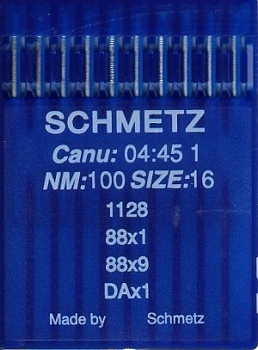 SCHMETZ
Canu: 04:45 1
NM:100 SIZE:16
1128
88x1
88x9
DAx1
Made by Schmetz